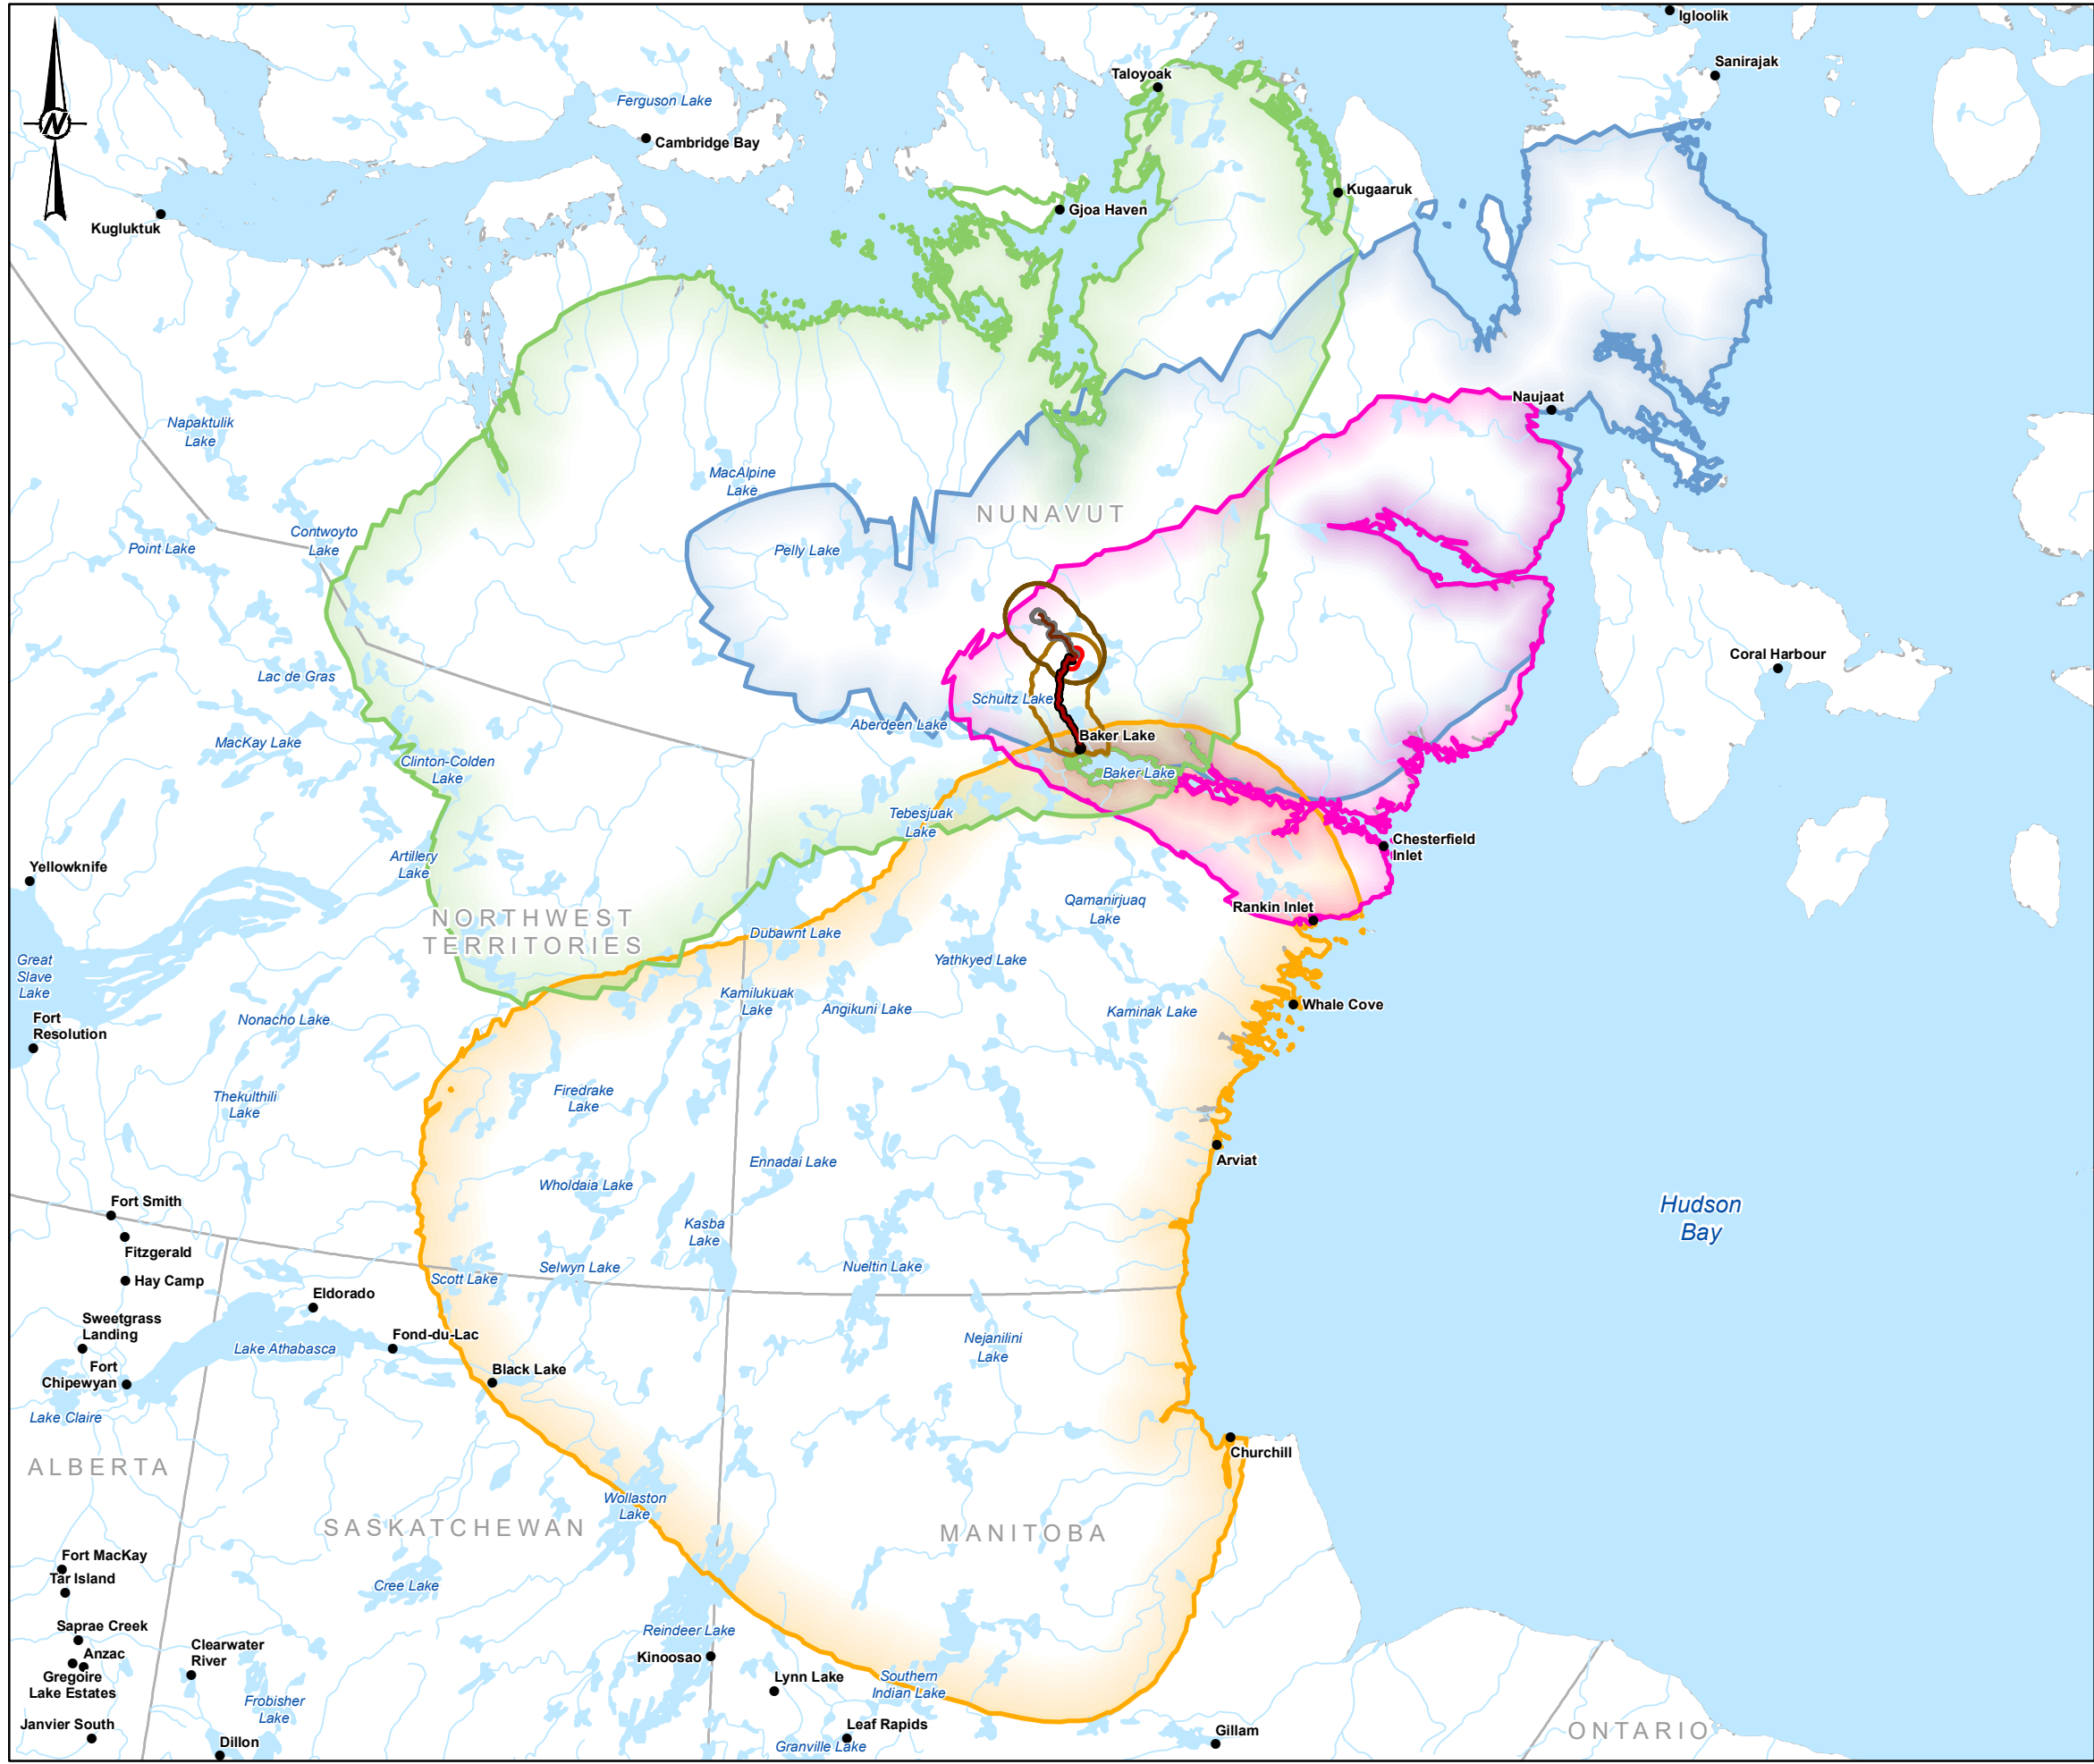 Igloolik
Sanirajak
Taloyoak
Ferguson Lake
Cambridge Bay
N
Kugaaruk
Gjoa Haven
Kugluktuk
Naujaat
Napaktulik
Lake
MacAlpine
Lake
NUNAVUT
Contwoyto
Lake
Point Lake
Pelly Lake
Coral Harbour
Lac de Gras
Schultz Lake
Aberdeen Lake
Baker Lake
MacKay Lake
Clinton-Colden
Lake
Baker Lake
Tebesjuak
Lake
Chesterfield
Inlet
Artillery
Lake
Yellowknife
Qamanirjuaq
Lake
Rankin Inlet
NORTHWEST
TERRITORIES
Dubawnt Lake
Yathkyed Lake
Great
Slave
Lake
Kamilukuak
Lake
Angikuni Lake
Kaminak Lake
Whale Cove
Fort
Resolution
Nonacho Lake
Firedrake
Lake
Thekulthili
Lake
Arviat
Ennadai Lake
Wholdaia Lake
Hudson
Bay
Fort Smith
Kasba
Lake
Fitzgerald
Hay Camp
Scott Lake
Selwyn Lake
Nueltin Lake
Eldorado
Sweetgrass
Landing
Fond-du-Lac
Lake Athabasca
Nejanilini
Lake
Fort
Chipewyan
Black Lake
Lake Claire
Churchill
ALBERTA
Wollaston
Lake
SASKATCHEWAN
MANITOBA
Fort MacKay
Tar Island
Cree Lake
Saprae Creek
Anzac
Gregoire
Lake Estates
Clearwater
River
Reindeer Lake
Kinoosao
Lynn Lake
Southern
Indian Lake
Frobisher
Lake
Janvier South
Dillon
Leaf Rapids
Granville Lake
Gillam
ONTARIO